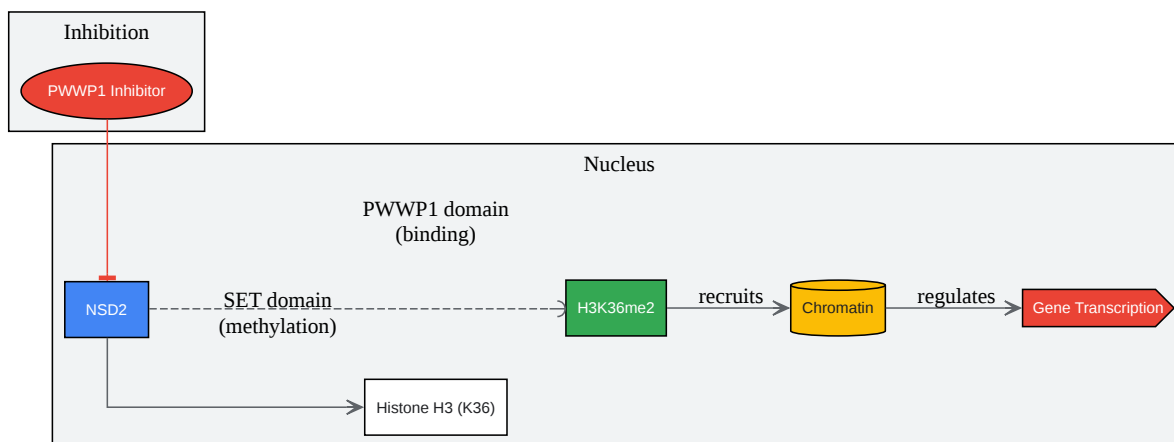 Inhibition
PWWP1 Inhibitor
Nucleus
PWWP1 domain
(binding)
NSD2
SET domain
(methylation)
H3K36me2
recruits
Chromatin
regulates
Gene Transcription
Histone H3 (K36)